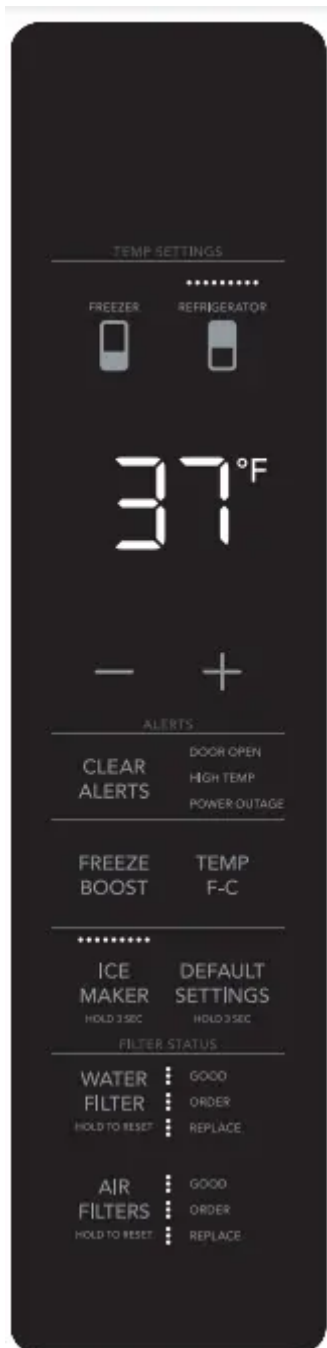 TEMP SETTINGS
FREEZER REFRIGERATOR
37°F
− +
ALERTS
CLEAR ALERTS
DOOR OPEN
HIGH TEMP
POWER OUTAGE
FREEZE BOOST
TEMP F-C
ICE MAKER
HOLD 3 SEC
DEFAULT SETTINGS
HOLD 3 SEC
FILTER STATUS
WATER FILTER
HOLD TO RESET
GOOD
ORDER
REPLACE
AIR FILTERS
HOLD TO RESET
GOOD
ORDER
REPLACE